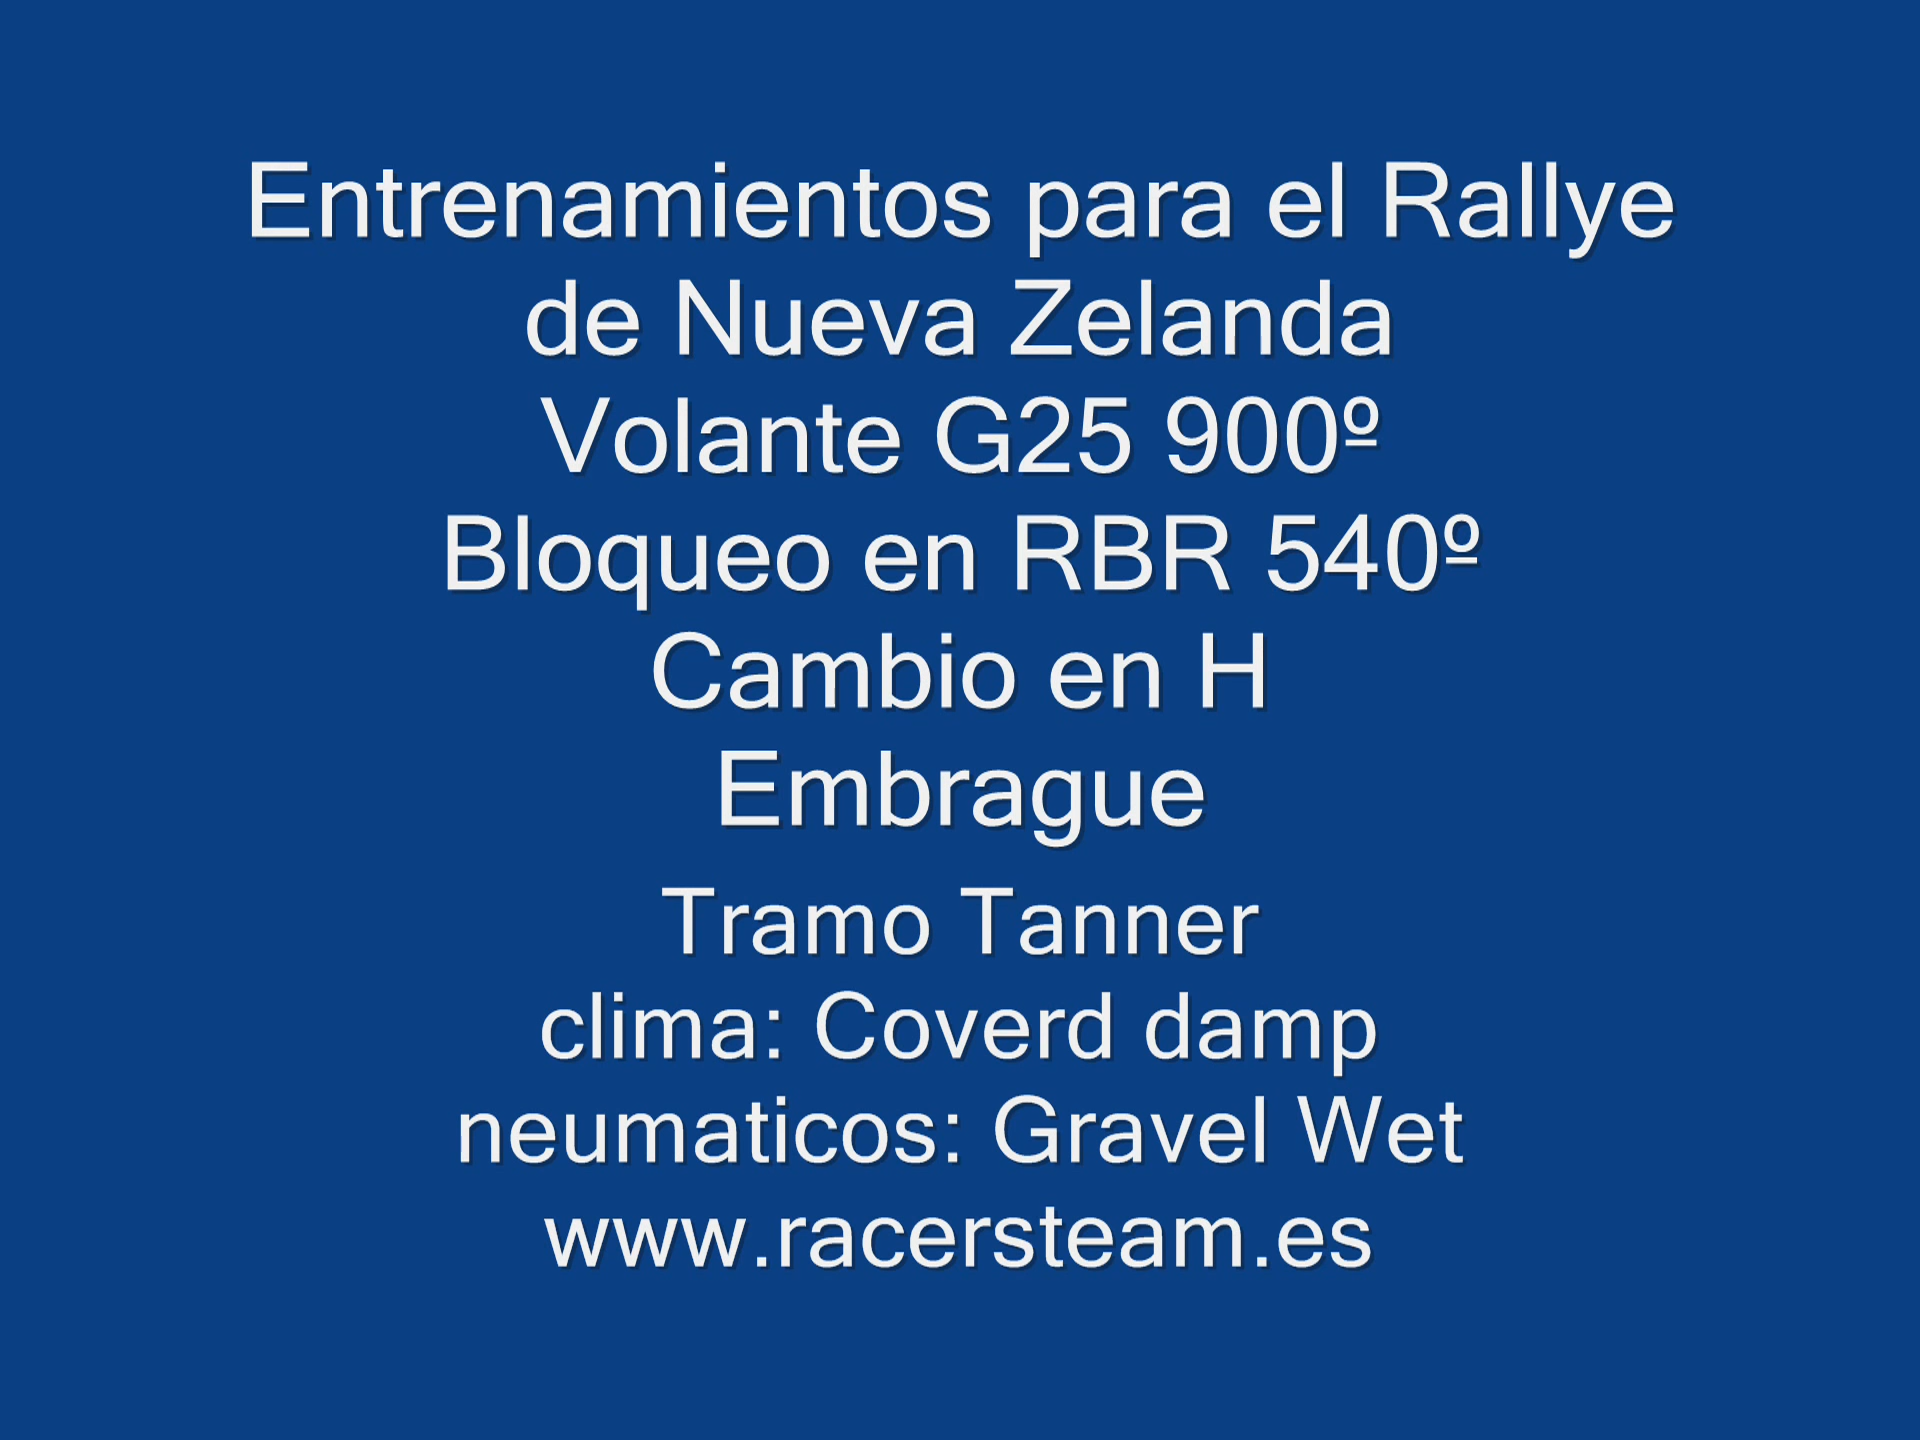 Entrenamientos para el Rallye
de Nueva Zelanda
Volante G25 900º
Bloqueo en RBR 540º
Cambio en H
Embrague
Tramo Tanner
clima: Coverd damp
neumaticos: Gravel Wet
www.racersteam.es